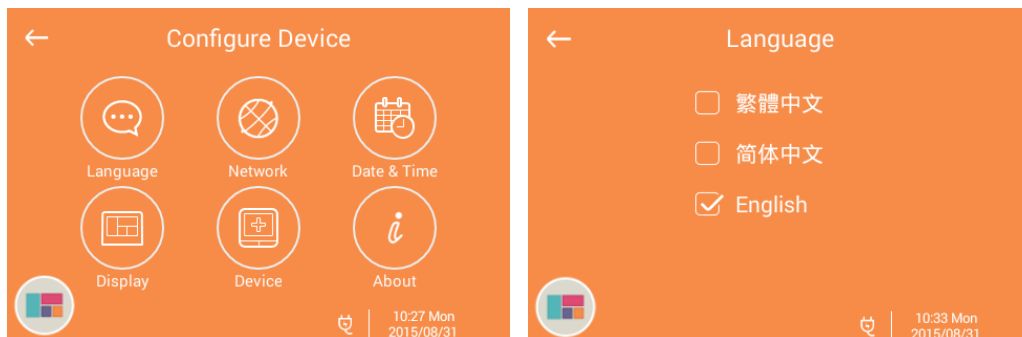 Configure Device
Language
Network
Date & Time
Display
Device
About
10:27 Mon
2015/08/31
Language
繁體中文
简体中文
English
10:33 Mon
2015/08/31